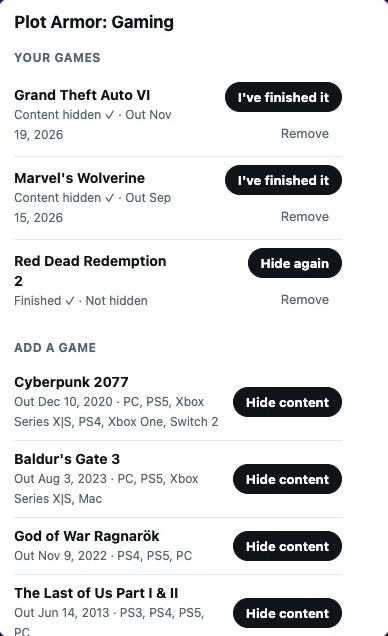 Plot Armor: Gaming
YOUR GAMES
Grand Theft Auto VI
Content hidden ✓ · Out Nov
19, 2026
I've finished it
Remove
Marvel's Wolverine
Content hidden ✓ · Out Sep
15, 2026
I've finished it
Remove
Red Dead Redemption
2
Finished ✓ · Not hidden
Hide again
Remove
ADD A GAME
Cyberpunk 2077
Out Dec 10, 2020 · PC, PS5, Xbox
Series X|S, PS4, Xbox One, Switch 2
Hide content
Baldur's Gate 3
Out Aug 3, 2023 · PC, PS5, Xbox
Series X|S, Mac
Hide content
God of War Ragnarök
Out Nov 9, 2022 · PS4, PS5, PC
Hide content
The Last of Us Part I & II
Out Jun 14, 2013 · PS3, PS4, PS5,
PC
Hide content